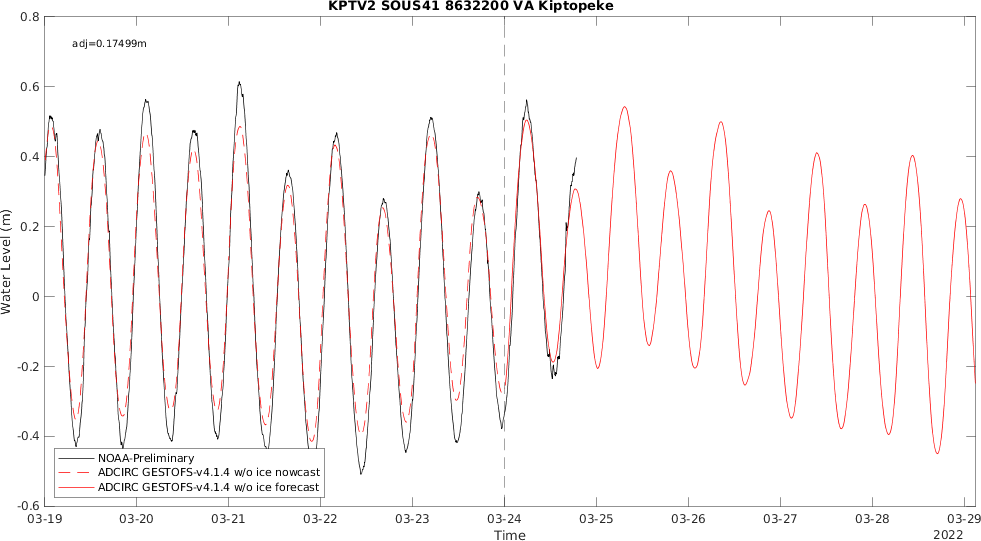 KPTV2 SOUS41 8632200 VA Kiptopeke
adj=0.17499m
0.8
0.6
0.4
0.2
0
-0.2
-0.4
-0.6
Water Level (m)
NOAA-Preliminary
ADCIRC GESTOFS-v4.1.4 w/o ice nowcast
ADCIRC GESTOFS-v4.1.4 w/o ice forecast
03-19 03-20 03-21 03-22 03-23 03-24 03-25 03-26 03-27 03-28 03-29
Time
2022